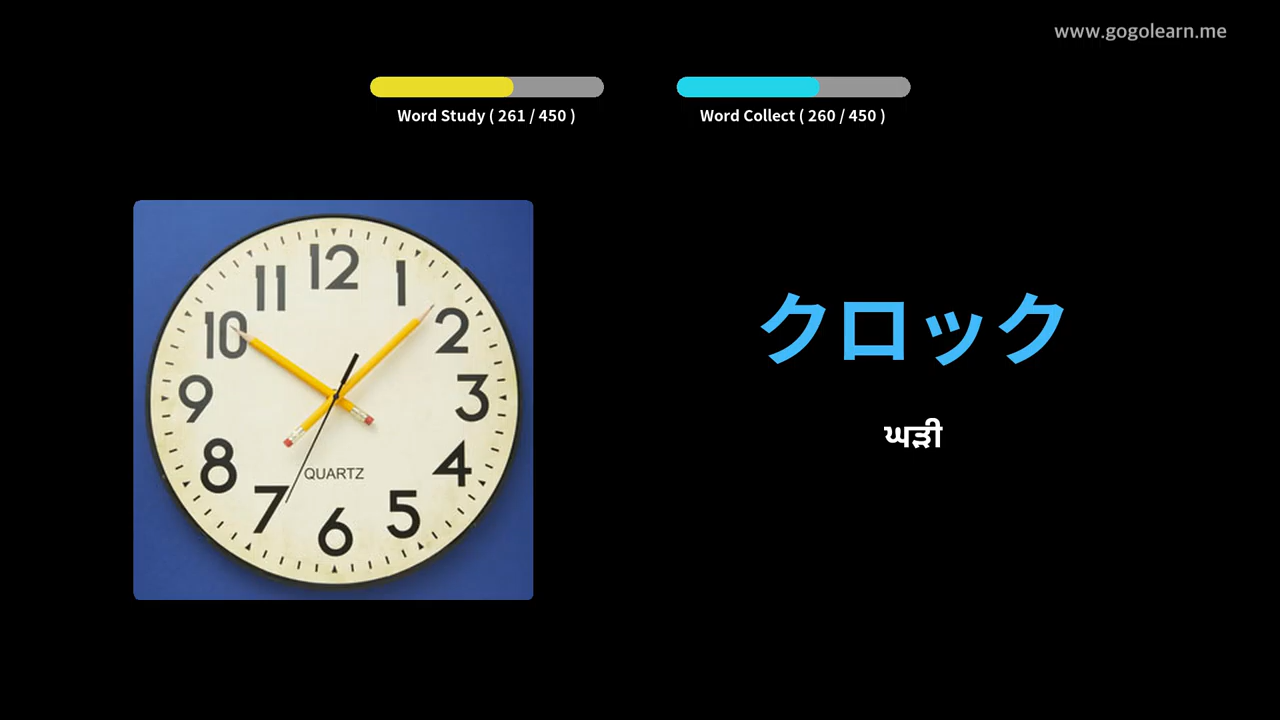 www.gogolearn.me
Word Study ( 261 / 450 )
Word Collect ( 260 / 450 )
12
11
1
10
2
9
3
8
4
QUARTZ
7
5
6
クロック
ਘੜੀ